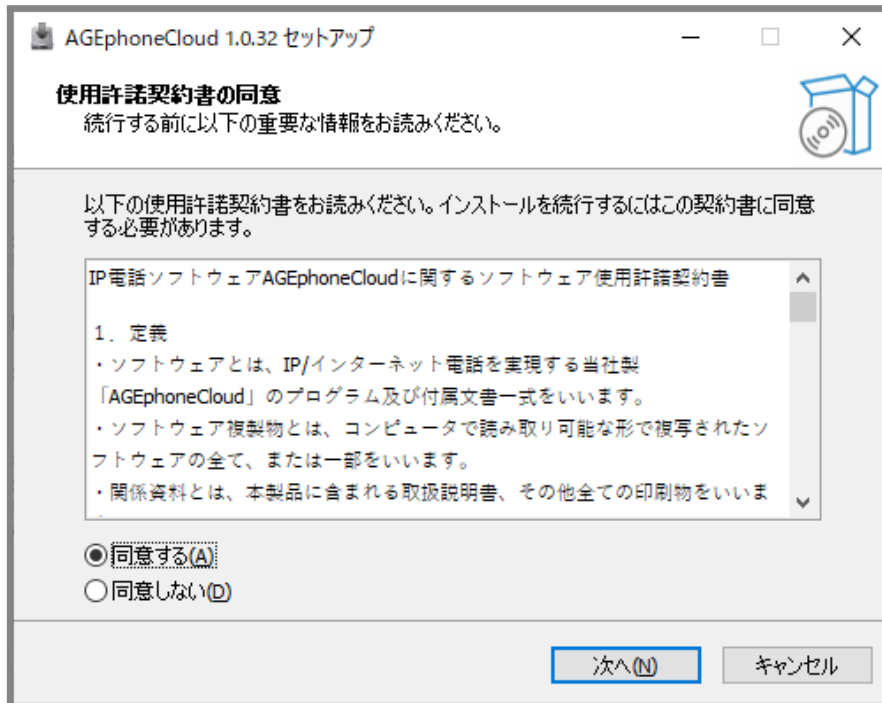 AGEphoneCloud 1.0.32 セットアップ
使用許諾契約書の同意
続行する前に以下の重要な情報をお読みください。
以下の使用許諾契約書をお読みください。インストールを続行するにはこの契約書に同意
する必要があります。
IP電話ソフトウェアAGEphoneCloudに関するソフトウェア使用許諾契約書
1．定義
・ソフトウェアとは、IP/インターネット電話を実現する当社製
「AGEphoneCloud」のプログラム及び付属文書一式をいいます。
・ソフトウェア複製物とは、コンピュータで読み取り可能な形で複写されたソ
フトウェアの全て、または一部をいいます。
・関係資料とは、本製品に含まれる取扱説明書、その他全ての印刷物をいいま
同意する(A)
同意しない(D)
次へ(N)
キャンセル